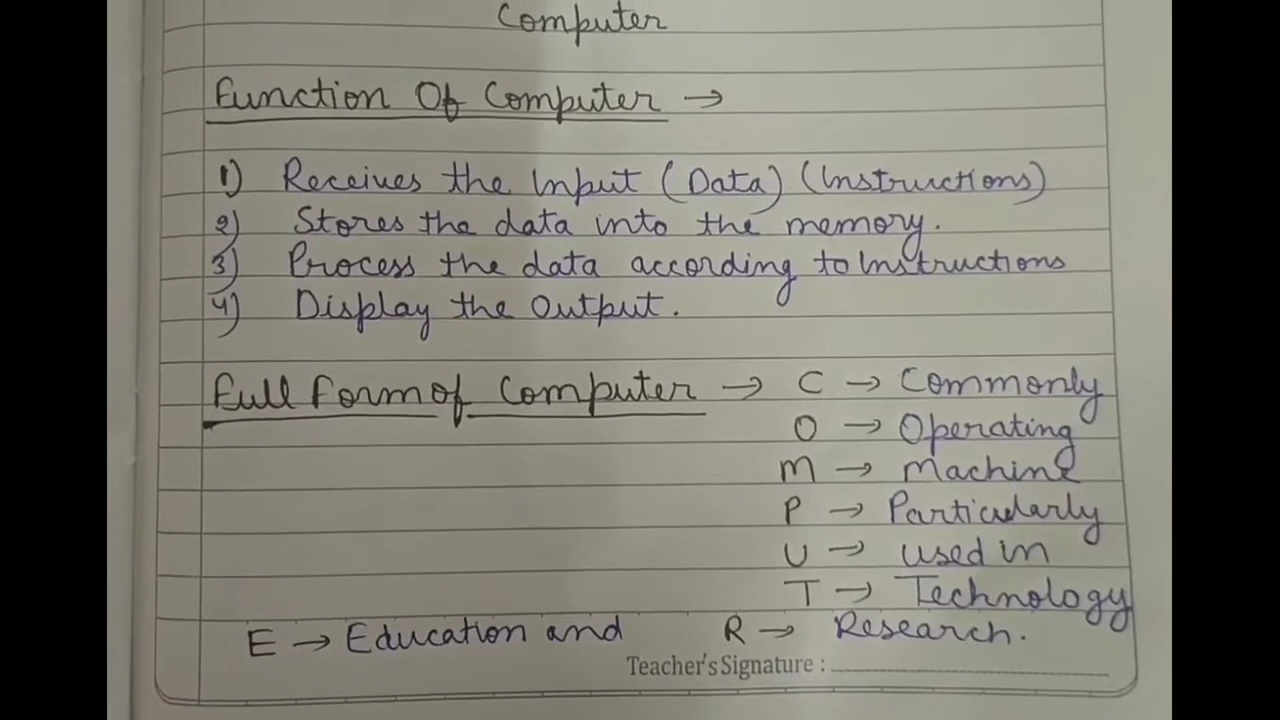 Computer
Function Of Computer →
1) Receives the Input (Data) (Instructions)
2) Stores the data into the memory.
3) Process the data according to Instructions
4) Display the Output.
Full Form of Computer → C → Commonly
O → Operating
M → Machine
P → Particularly
U → used in
T → Technology
E → Education and R → Research.
Teacher's Signature :